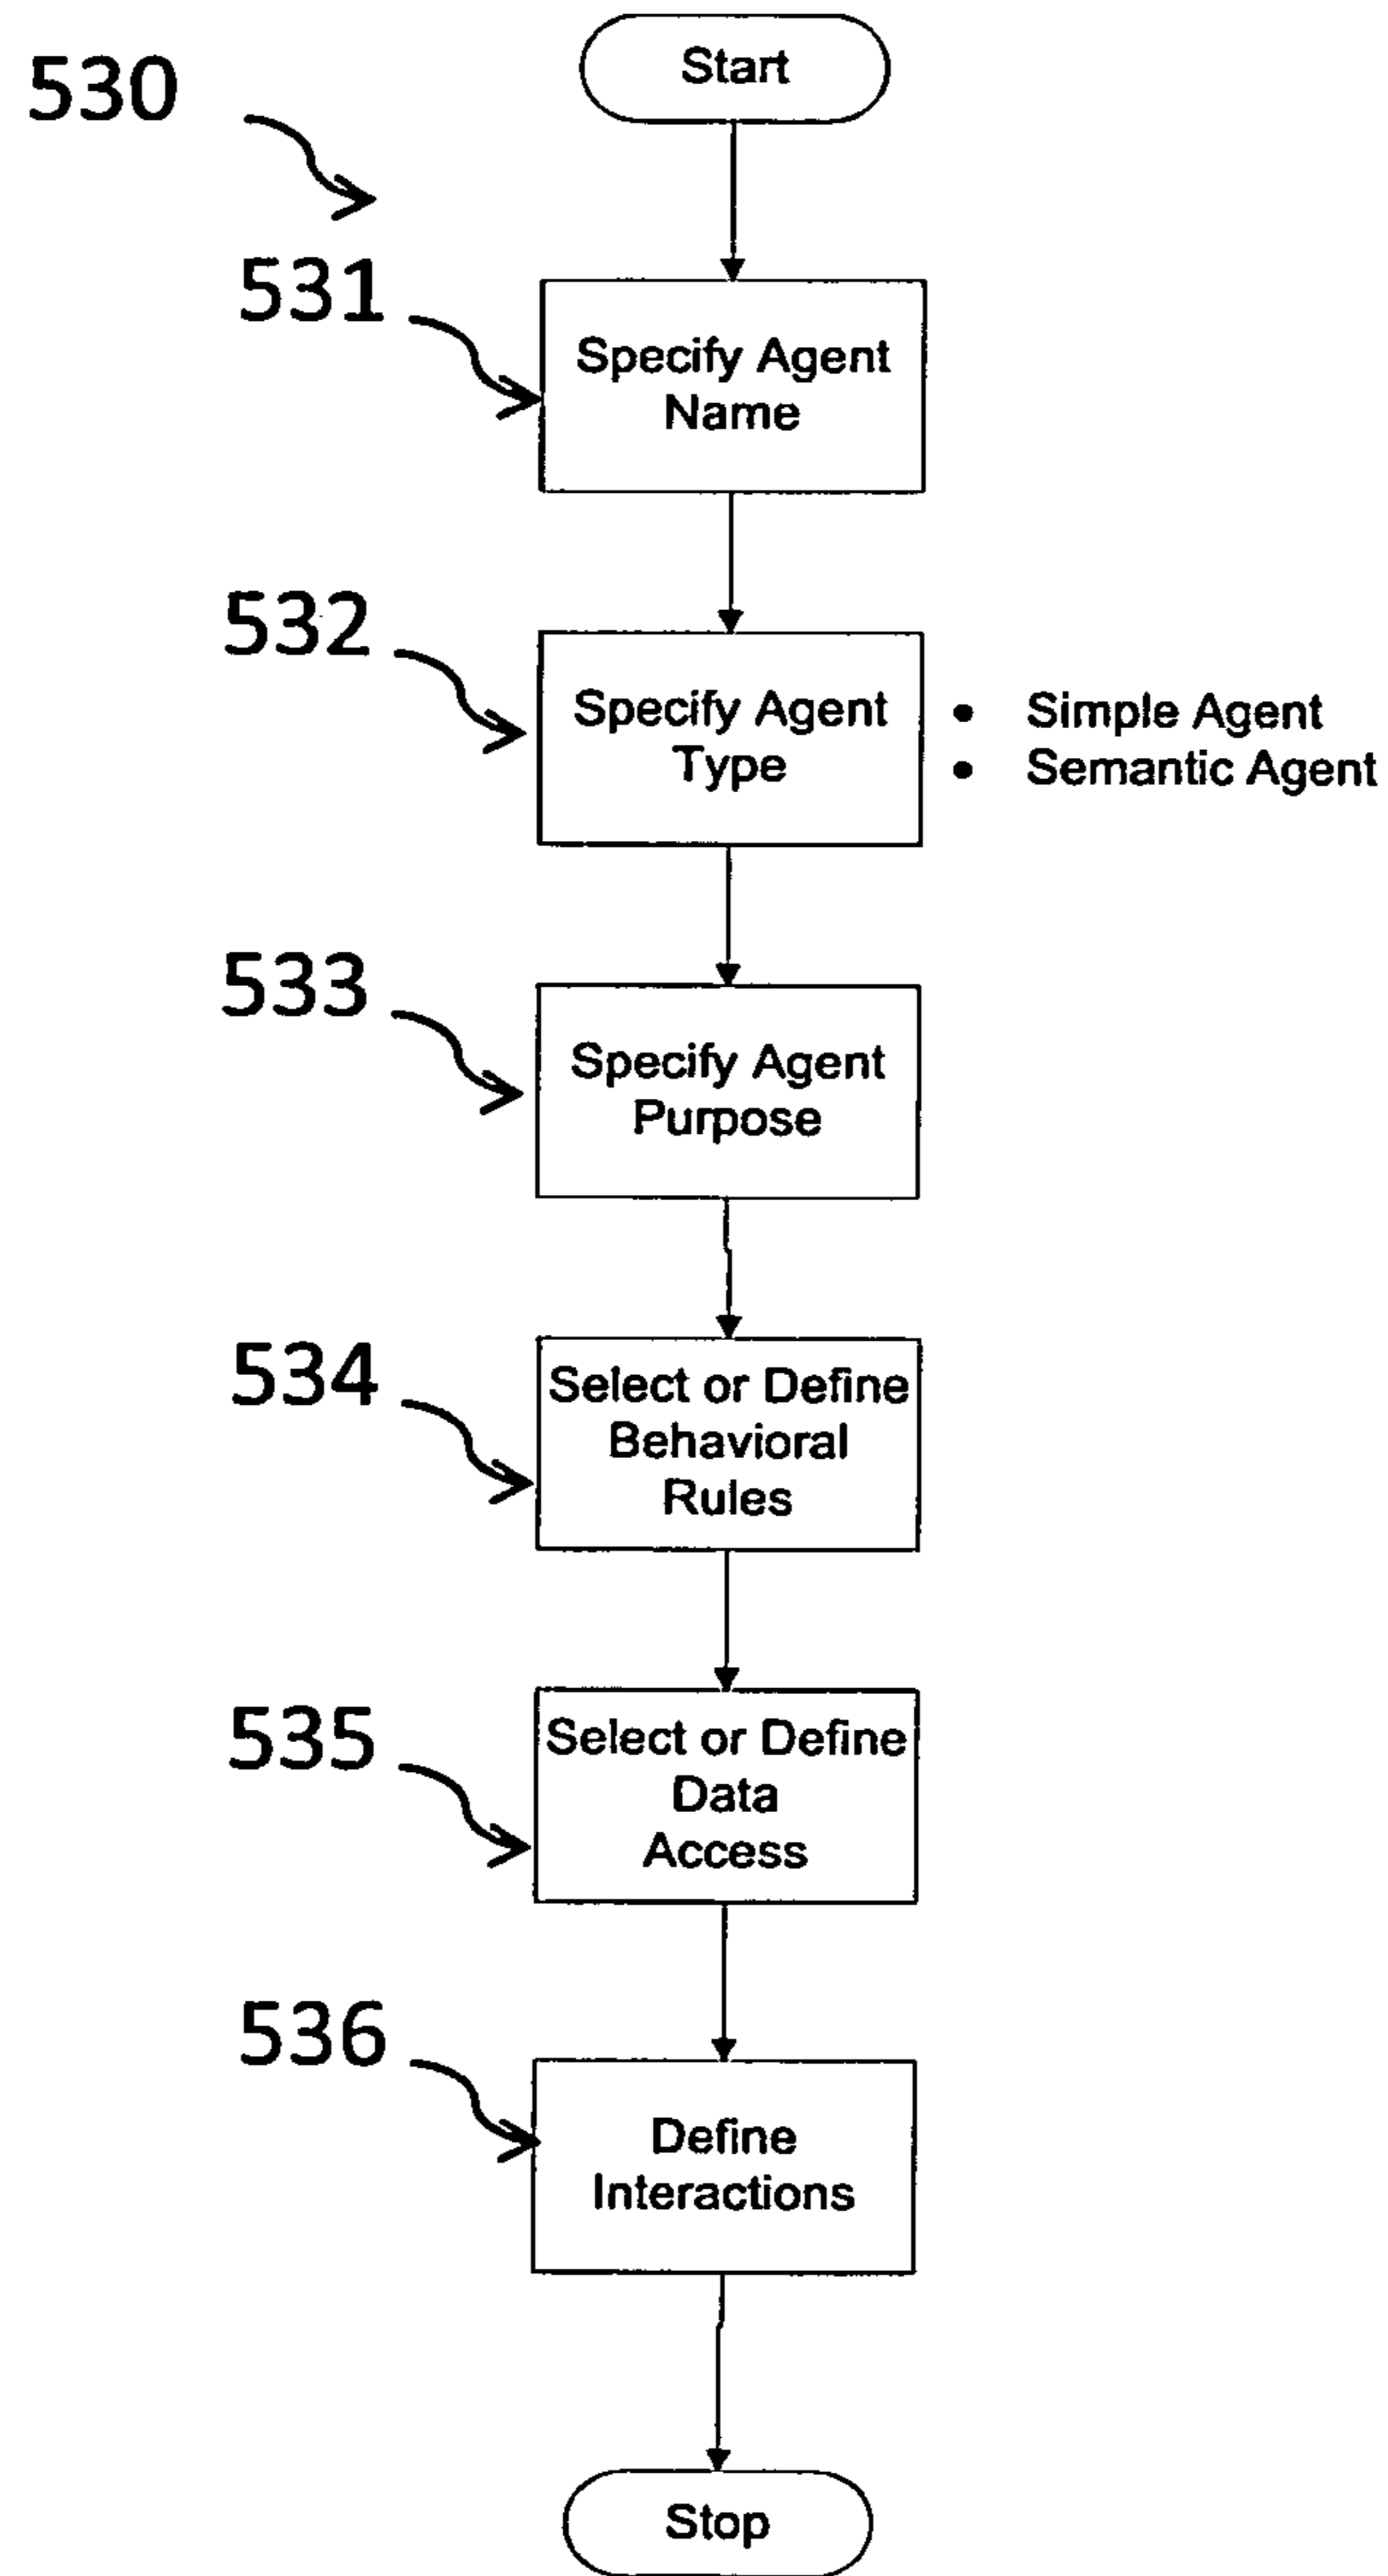 Start
530
531
Specify Agent
Name
532
Specify Agent
Type
• Simple Agent
• Semantic Agent
533
Specify Agent
Purpose
534
Select or Define
Behavioral
Rules
535
Select or Define
Data
Access
536
Define
Interactions
Stop